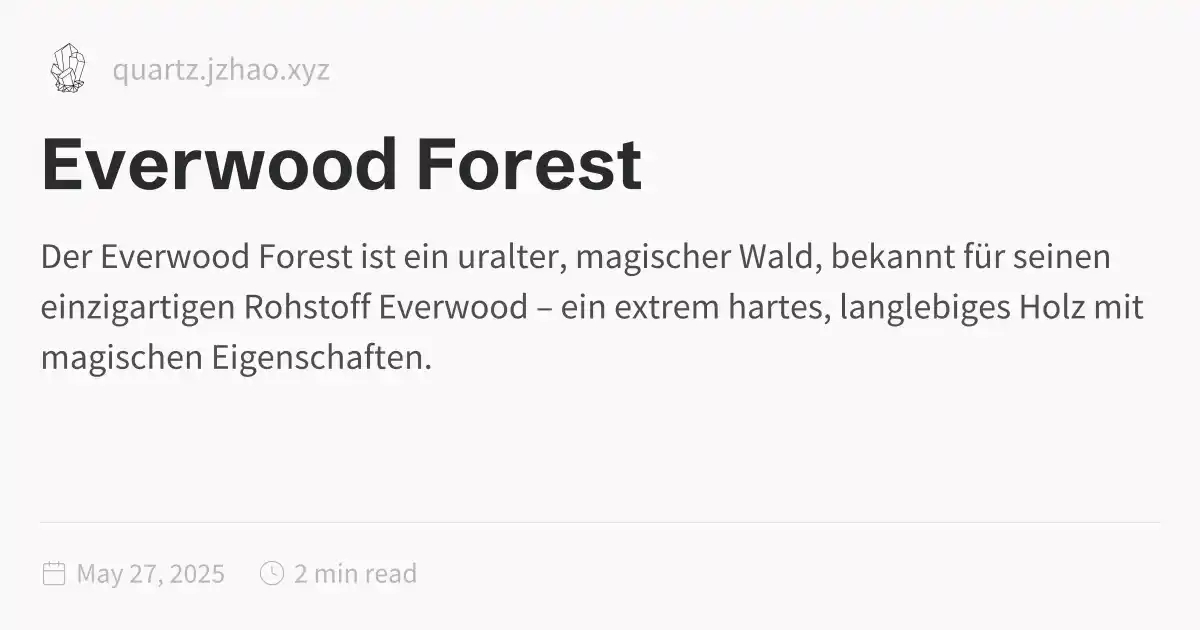 quartz.jzhao.xyz
Everwood Forest
Der Everwood Forest ist ein uralter, magischer Wald, bekannt für seinen
einzigartigen Rohstoff Everwood – ein extrem hartes, langlebiges Holz mit
magischen Eigenschaften.
May 27, 2025 2 min read